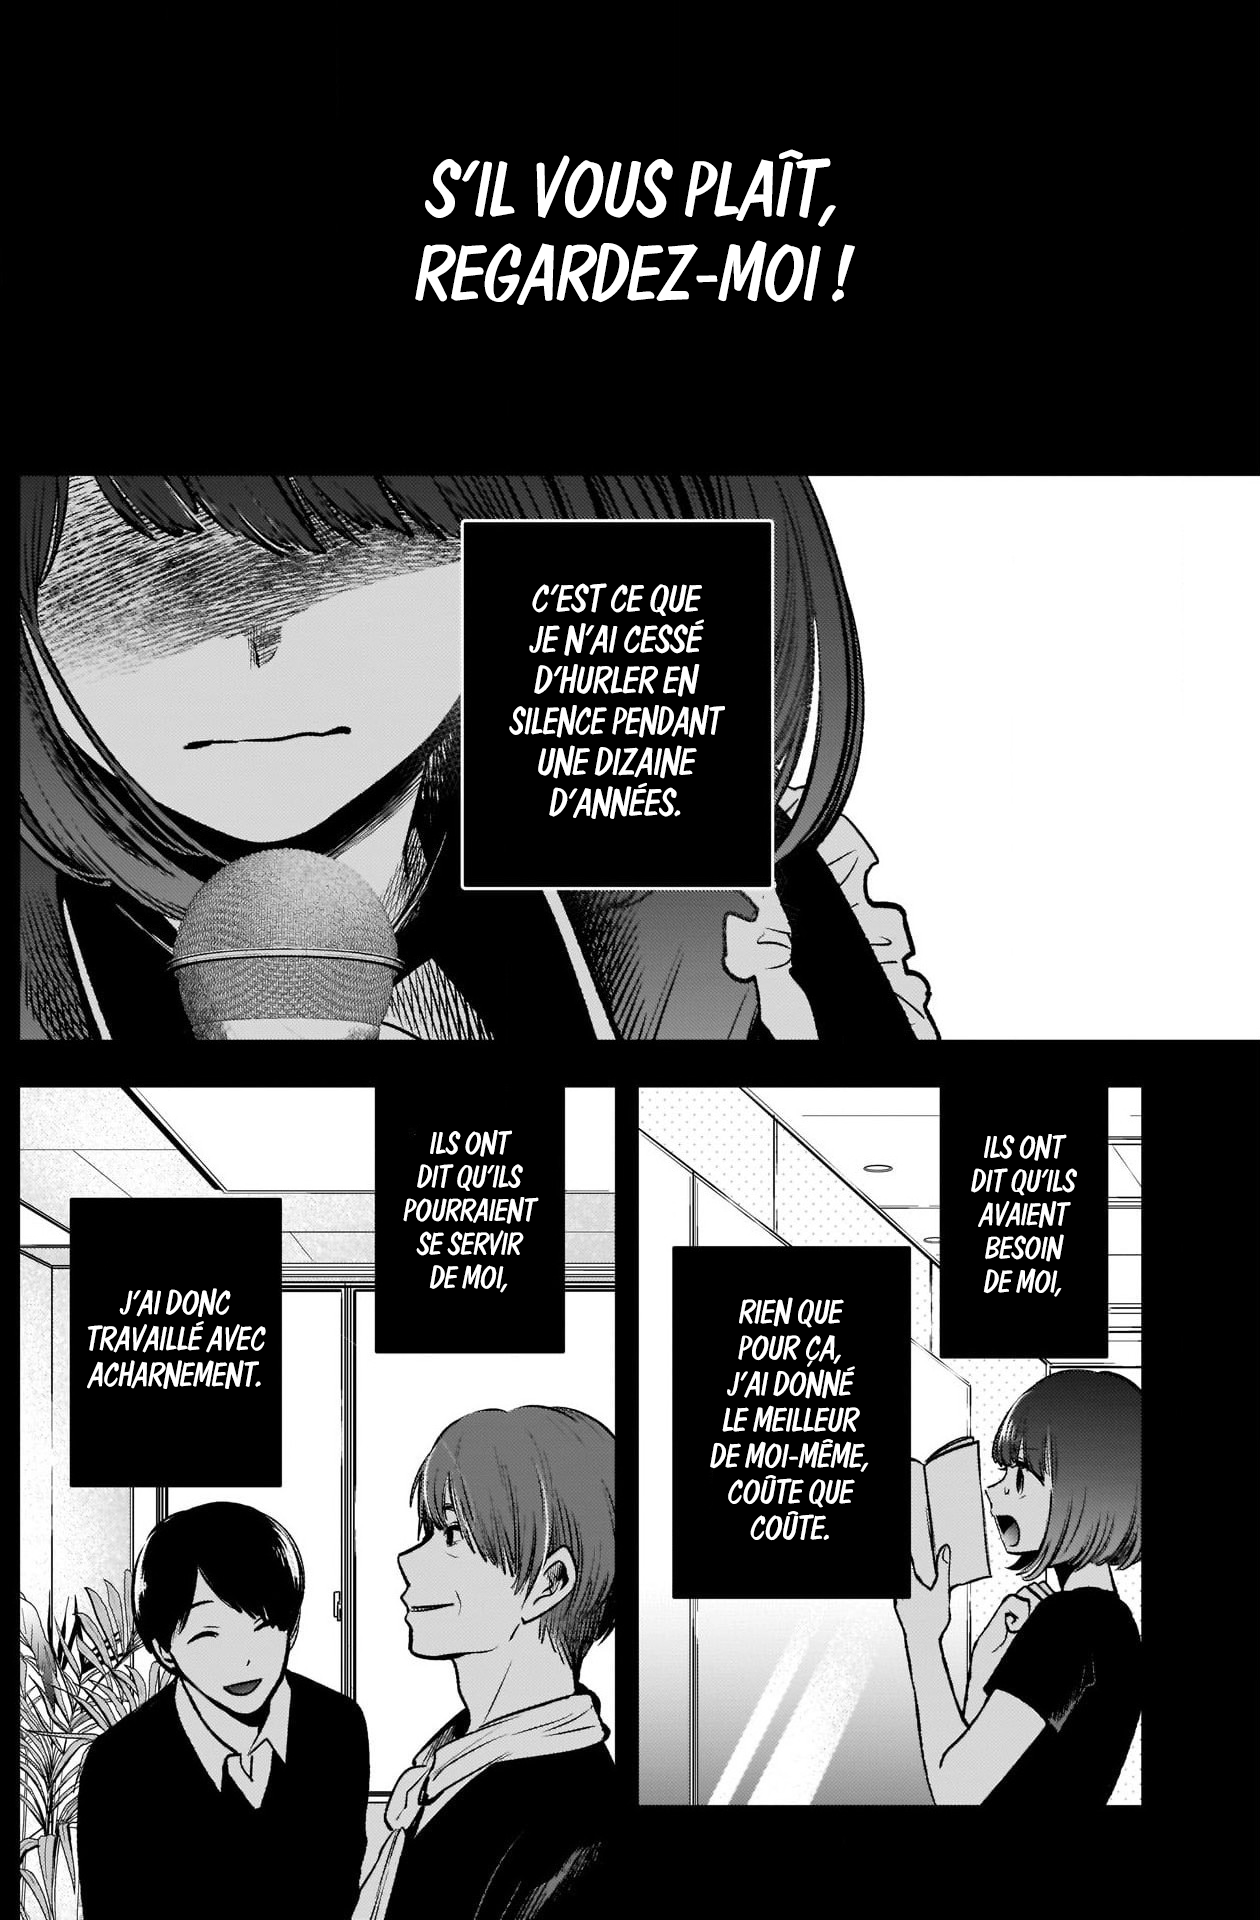 S'IL VOUS PLAÎT,
REGARDEZ-MOI !
C'EST CE QUE
JE N'AI CESSÉ
D'HURLER EN
SILENCE PENDANT
UNE DIZAINE
D'ANNÉES.
ILS ONT
DIT QU'ILS
AVAIENT
BESOIN
DE MOI,
RIEN QUE
POUR ÇA,
J'AI DONNÉ
LE MEILLEUR
DE MOI-MÊME,
COÛTE QUE
COÛTE.
ILS ONT
DIT QU'ILS
POURRAIENT
SE SERVIR
DE MOI,
J'AI DONC
TRAVAILLÉ AVEC
ACHARNEMENT.